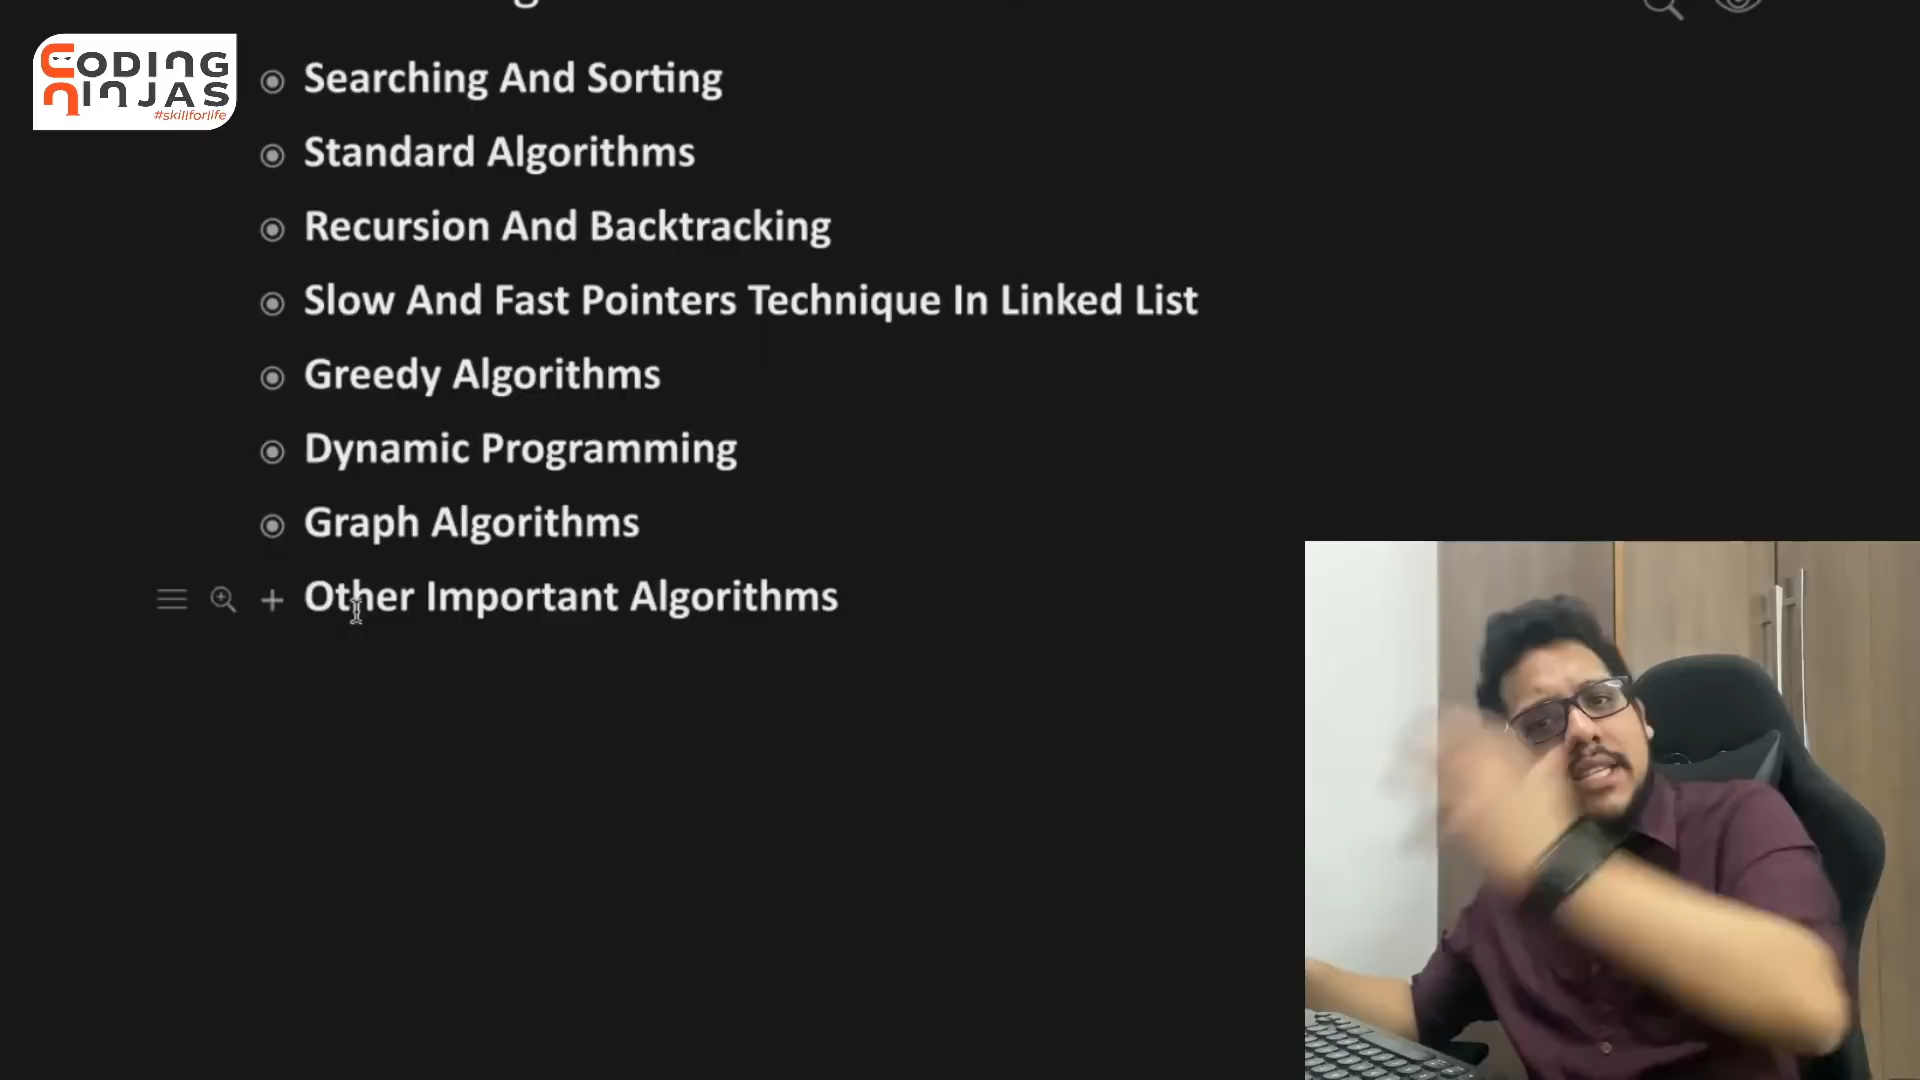 CODING
NINJAS
#skillforlife
Searching And Sorting
Standard Algorithms
Recursion And Backtracking
Slow And Fast Pointers Technique In Linked List
Greedy Algorithms
Dynamic Programming
Graph Algorithms
Other Important Algorithms